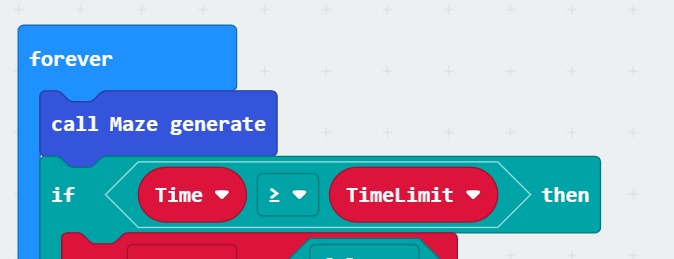 forever
call Maze generate
if Time ≥ TimeLimit then